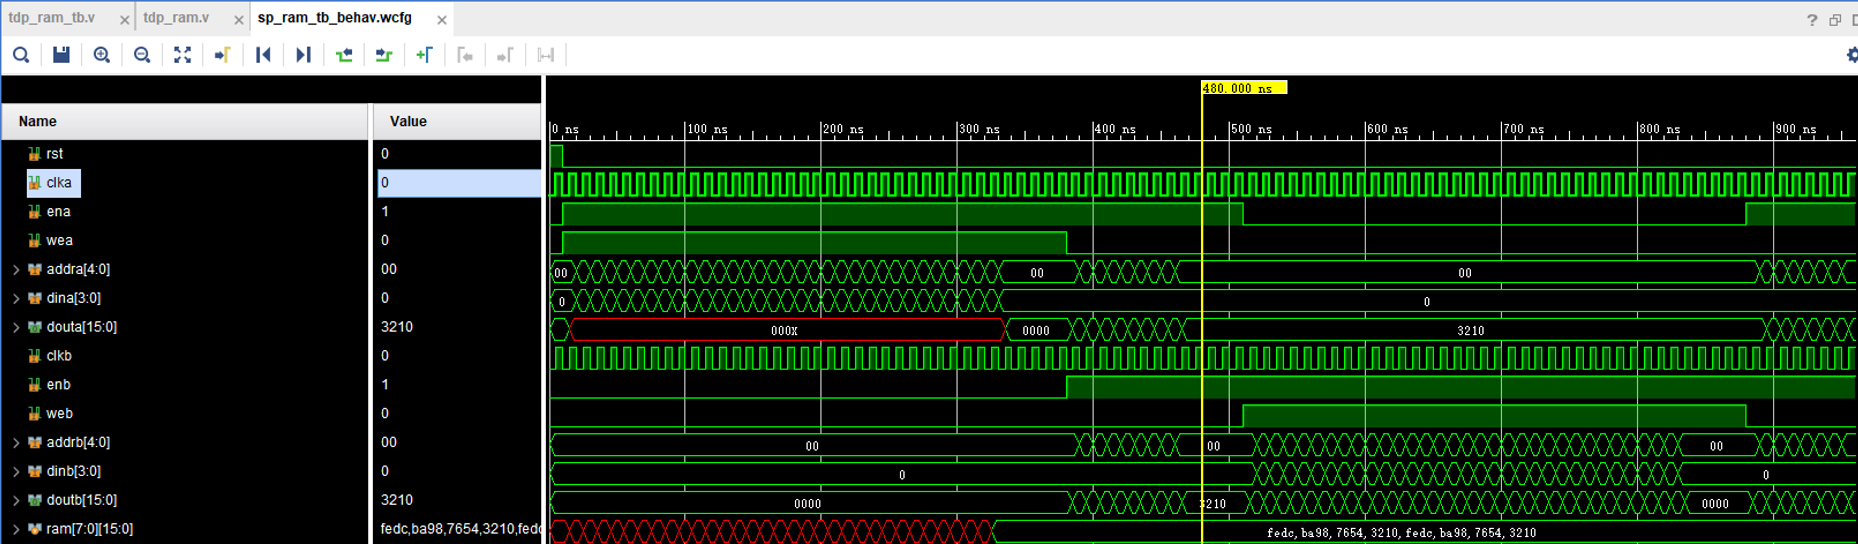 tdp_ram_tb.v × tdp_ram.v × sp_ram_tb_behav.wcfg ×
?
480.000 ns
Name Value
0 ns 100 ns 200 ns 300 ns 400 ns 500 ns 600 ns 700 ns 800 ns 900 ns
rst 0
clka 0
ena 1
wea 0
addra[4:0] 00 00 00 00
dina[3:0] 0 0 0
douta[15:0] 3210 000X 0000 3210
clkb 0
enb 1
web 0
addrb[4:0] 00 00 00 00
dinb[3:0] 0 0 0
doutb[15:0] 3210 0000 3210 0000
ram[7:0][15:0] fedc,ba98,7654,3210,fedc fedc, ba98, 7654, 3210, fedc, ba98, 7654, 3210